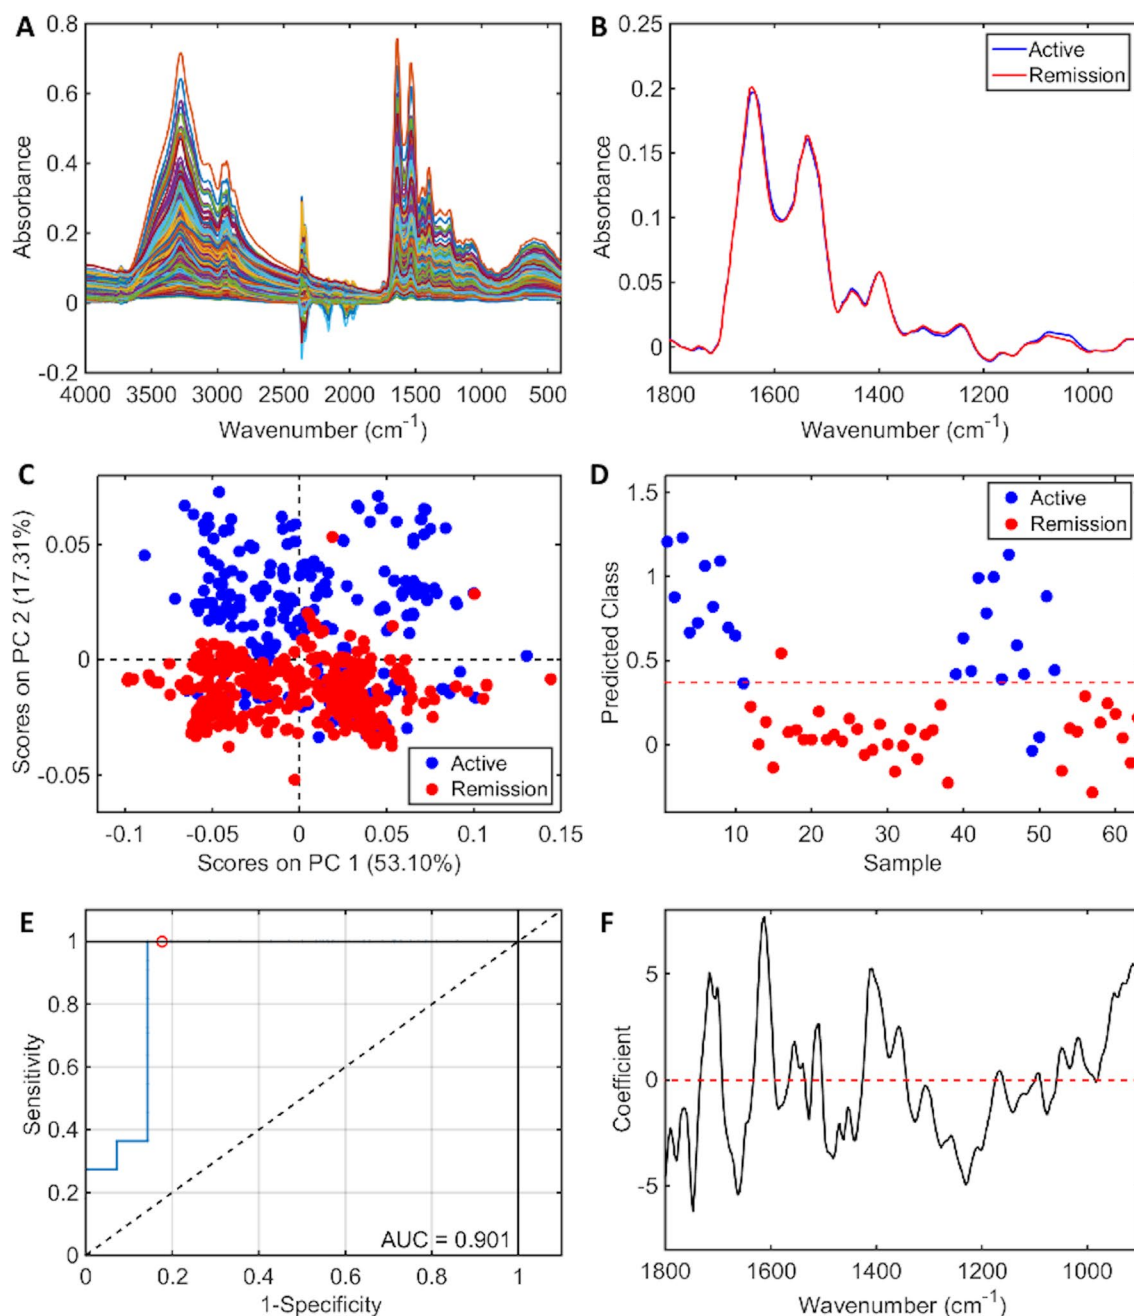 A
0.8
0.6
0.4
0.2
0
-0.2
Absorbance
4000 3500 3000 2500 2000 1500 1000 500
Wavenumber (cm-1)
B
0.25
0.2
0.15
0.1
0.05
0
Absorbance
Active
Remission
1800 1600 1400 1200 1000
Wavenumber (cm-1)
C
0.05
0
-0.05
Scores on PC 2 (17.31%)
Active
Remission
-0.1 -0.05 0 0.05 0.1 0.15
Scores on PC 1 (53.10%)
D
1.5
1
0.5
0
Predicted Class
Active
Remission
10 20 30 40 50 60
Sample
E
1
0.8
0.6
0.4
0.2
0
Sensitivity
AUC = 0.901
0 0.2 0.4 0.6 0.8 1
1-Specificity
F
5
0
-5
Coefficient
1800 1600 1400 1200 1000
Wavenumber (cm-1)